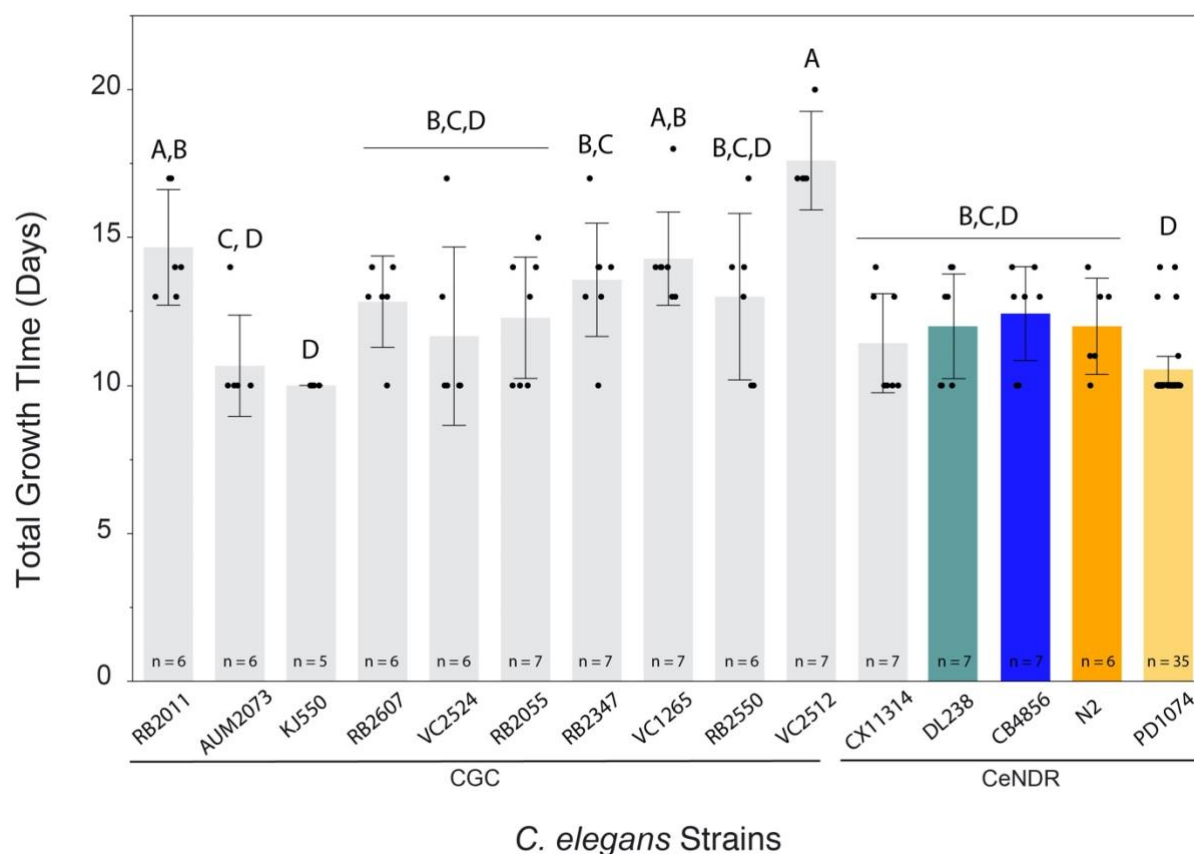 Total Growth TIme (Days)
20
15
10
5
0
A,B
C, D
D
B,C,D
B,C
A,B
B,C,D
A
B,C,D
D
n = 6
n = 6
n = 5
n = 6
n = 6
n = 7
n = 7
n = 7
n = 6
n = 7
n = 7
n = 7
n = 7
n = 6
n = 35
RB2011
AUM2073
KJ550
RB2607
VC2524
RB2055
RB2347
VC1265
RB2550
VC2512
CX11314
DL238
CB4856
N2
PD1074
CGC
CeNDR
C. elegans Strains